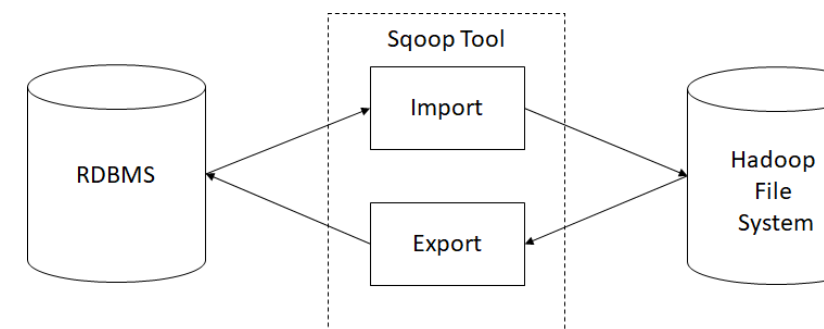 Sqoop Tool
Import
RDBMS
Hadoop
File
System
Export